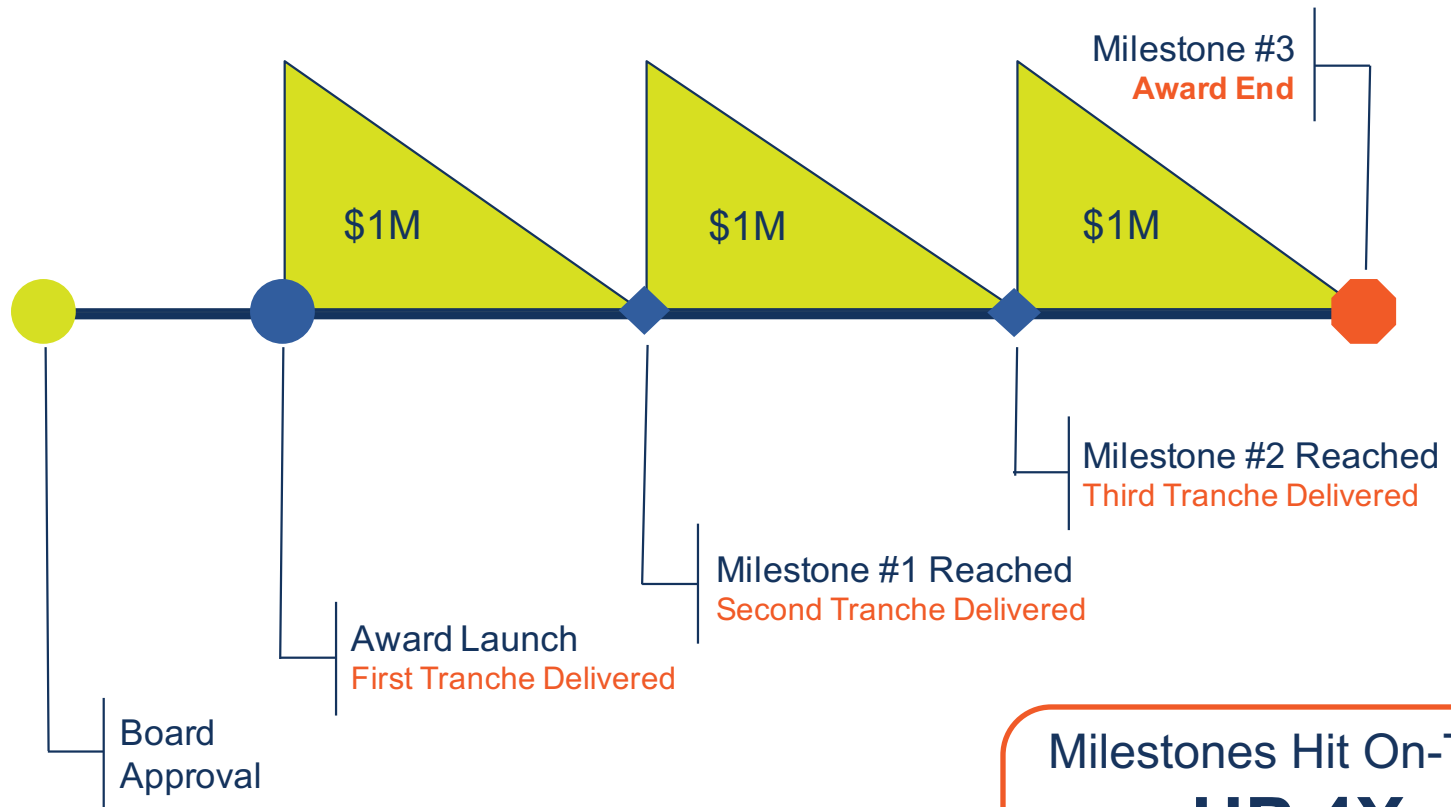 Milestone #3
Award End
$1M
$1M
$1M
Milestone #2 Reached
Third Tranche Delivered
Milestone #1 Reached
Second Tranche Delivered
Award Launch
First Tranche Delivered
Board
Approval
Milestones Hit